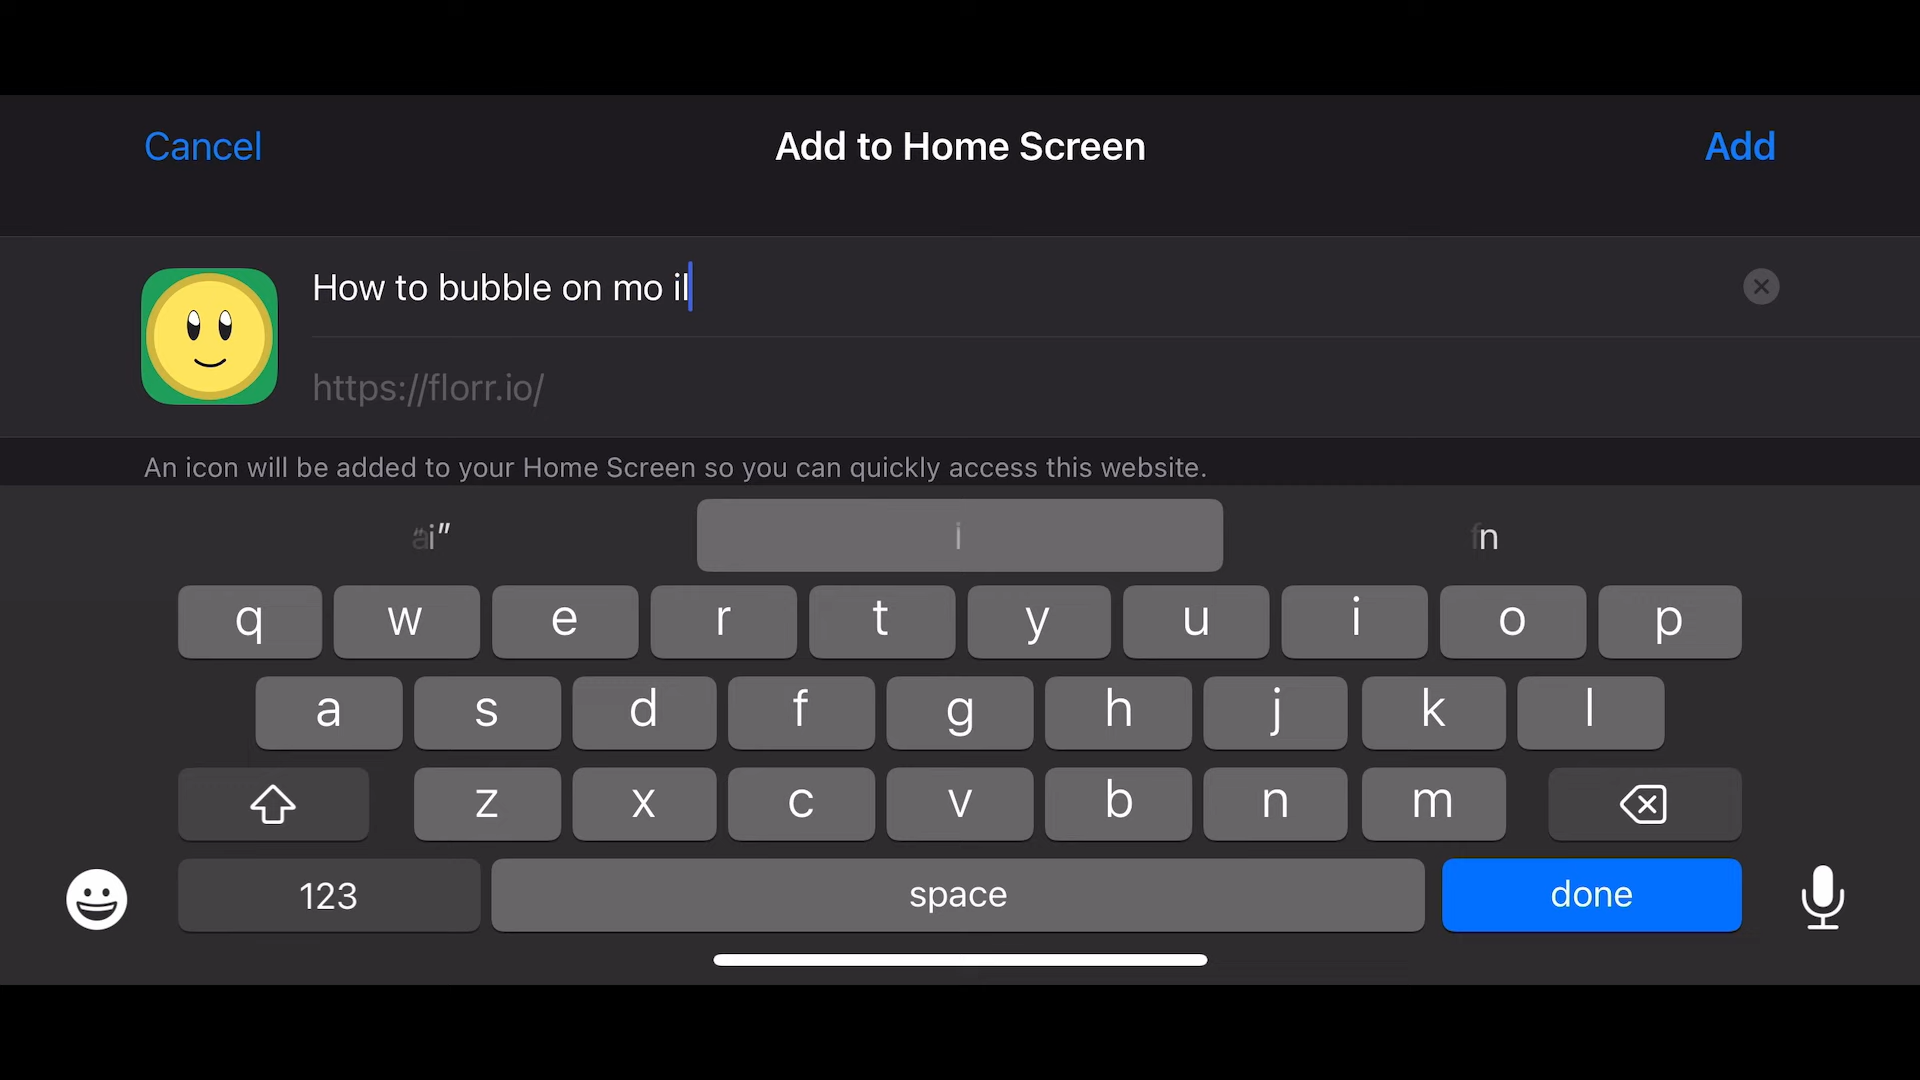 Cancel
Add to Home Screen
Add
How to bubble on mo il
https://florr.io/
An icon will be added to your Home Screen so you can quickly access this website.
i
n
q w e r t y u i o p
a s d f g h j k l
z x c v b n m
123
space
done